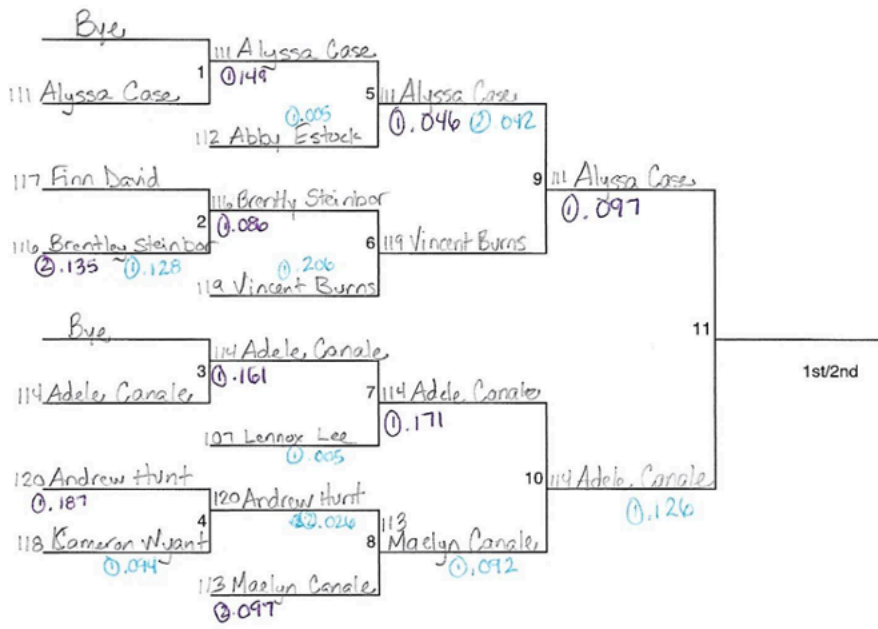 Bye
111 Alyssa Case
1
① .149
111 Alyssa Case
① .005
5
112 Abby Estock
111 Alyssa Case
① .046 ② .042
117 Finn David
2
116 Brentley Steinbor
② .135 ① .128
116 Brently Steinbor
① .086
① .206
6
119 Vincent Burns
119 Vincent Burns
9
111 Alyssa Case
① .097
Bye
3
114 Adele Canale
114 Adele Canale
① .161
7
107 Lennox Lee
① .005
114 Adele Canale
① .171
120 Andrew Hunt
① .187
4
118 Kameron Wyant
① .094
120 Andrew Hunt
② .026
8
113 Maelyn Canale
② .097
113
Maelyn Canale
① .092
10
114 Adele Canale
① .126
11
1st/2nd